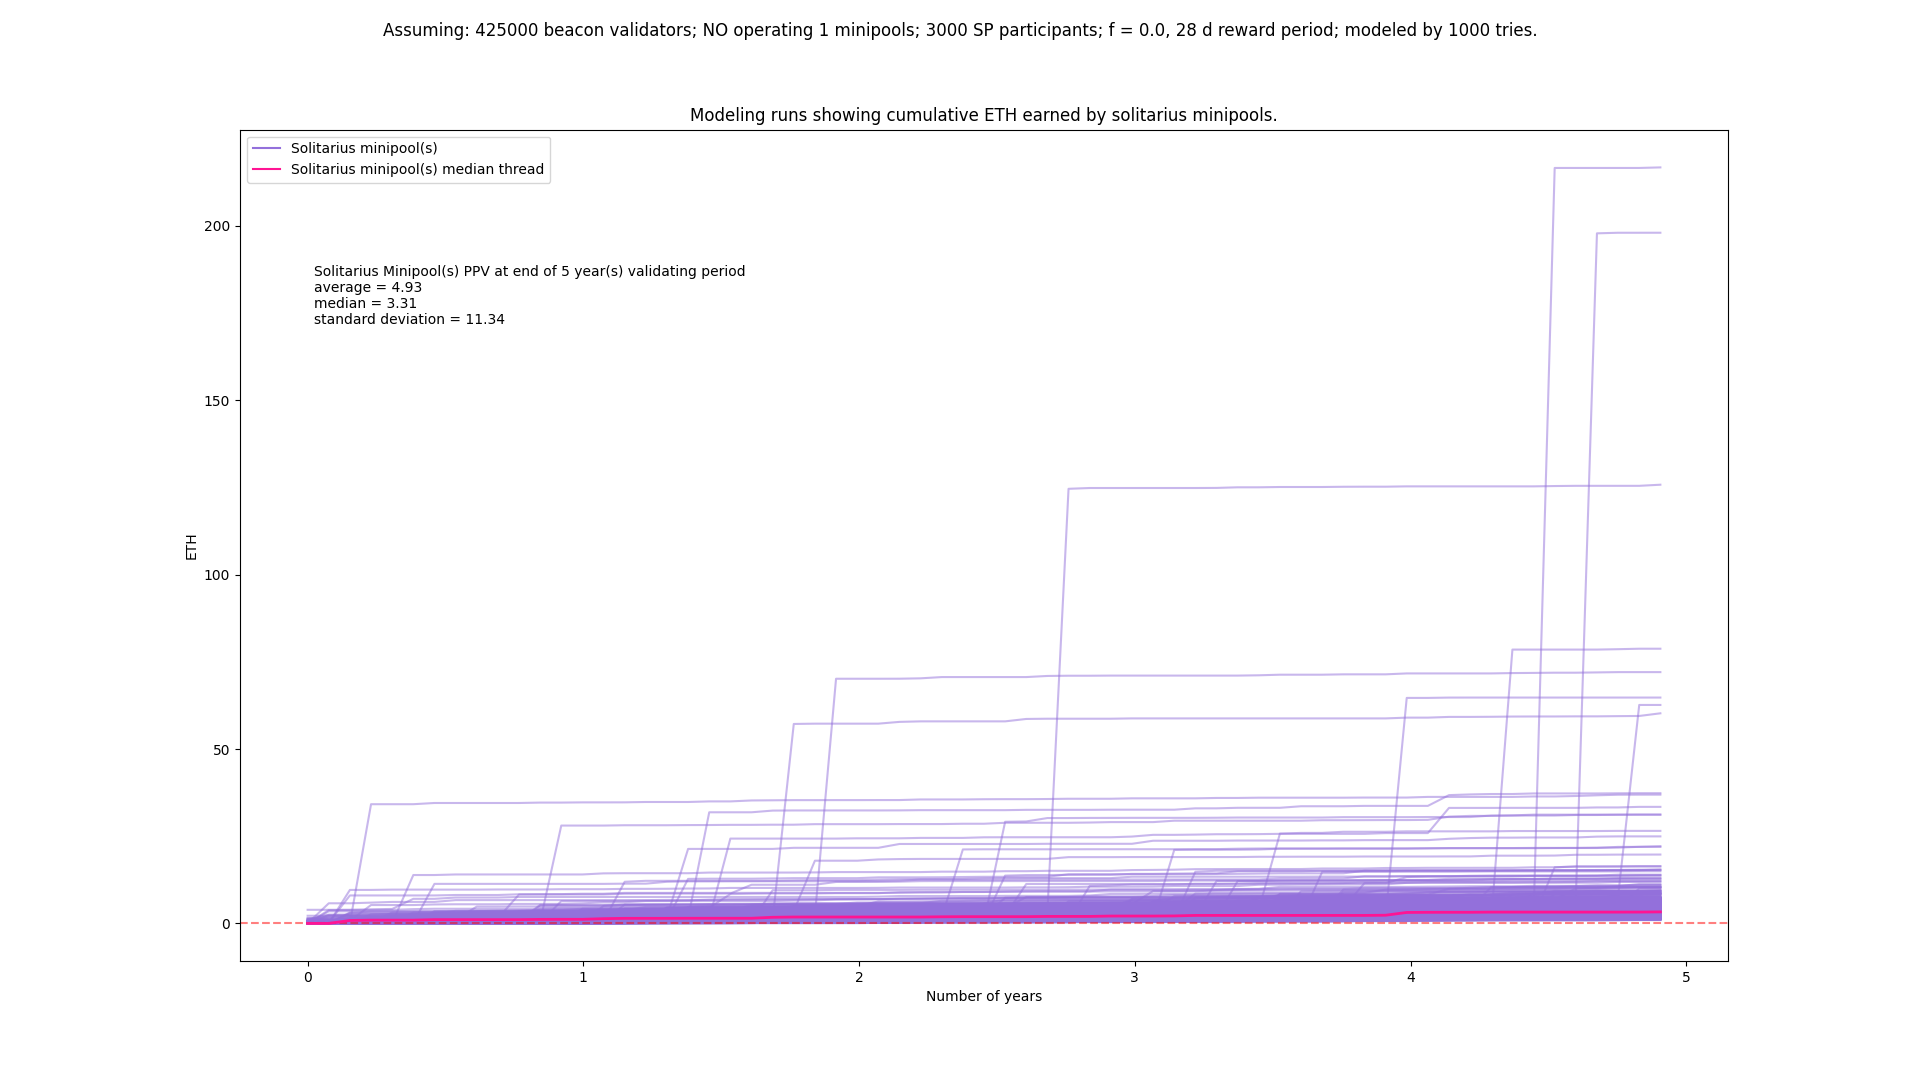 Assuming: 425000 beacon validators; NO operating 1 minipools; 3000 SP participants; f = 0.0, 28 d reward period; modeled by 1000 tries.
Modeling runs showing cumulative ETH earned by solitarius minipools.
Solitarius minipool(s)
Solitarius minipool(s) median thread
Solitarius Minipool(s) PPV at end of 5 year(s) validating period
average = 4.93
median = 3.31
standard deviation = 11.34
ETH
200
150
100
50
0
0 1 2 3 4 5
Number of years